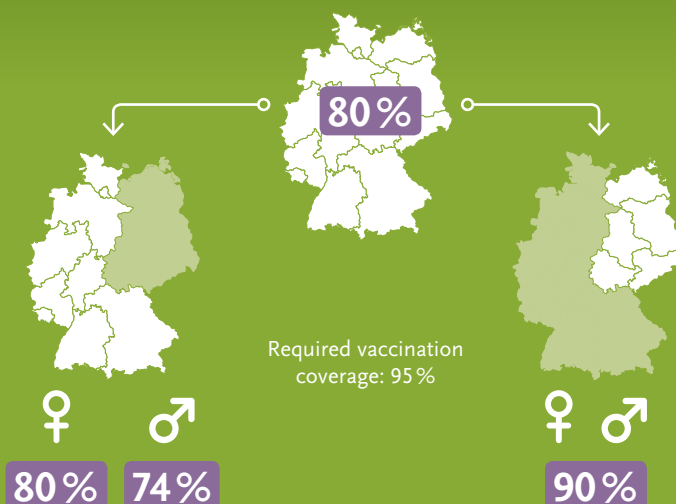 80 %
Required vaccination
coverage: 95 %
♀ ♂
♀ ♂
80 % 74 %
90 %